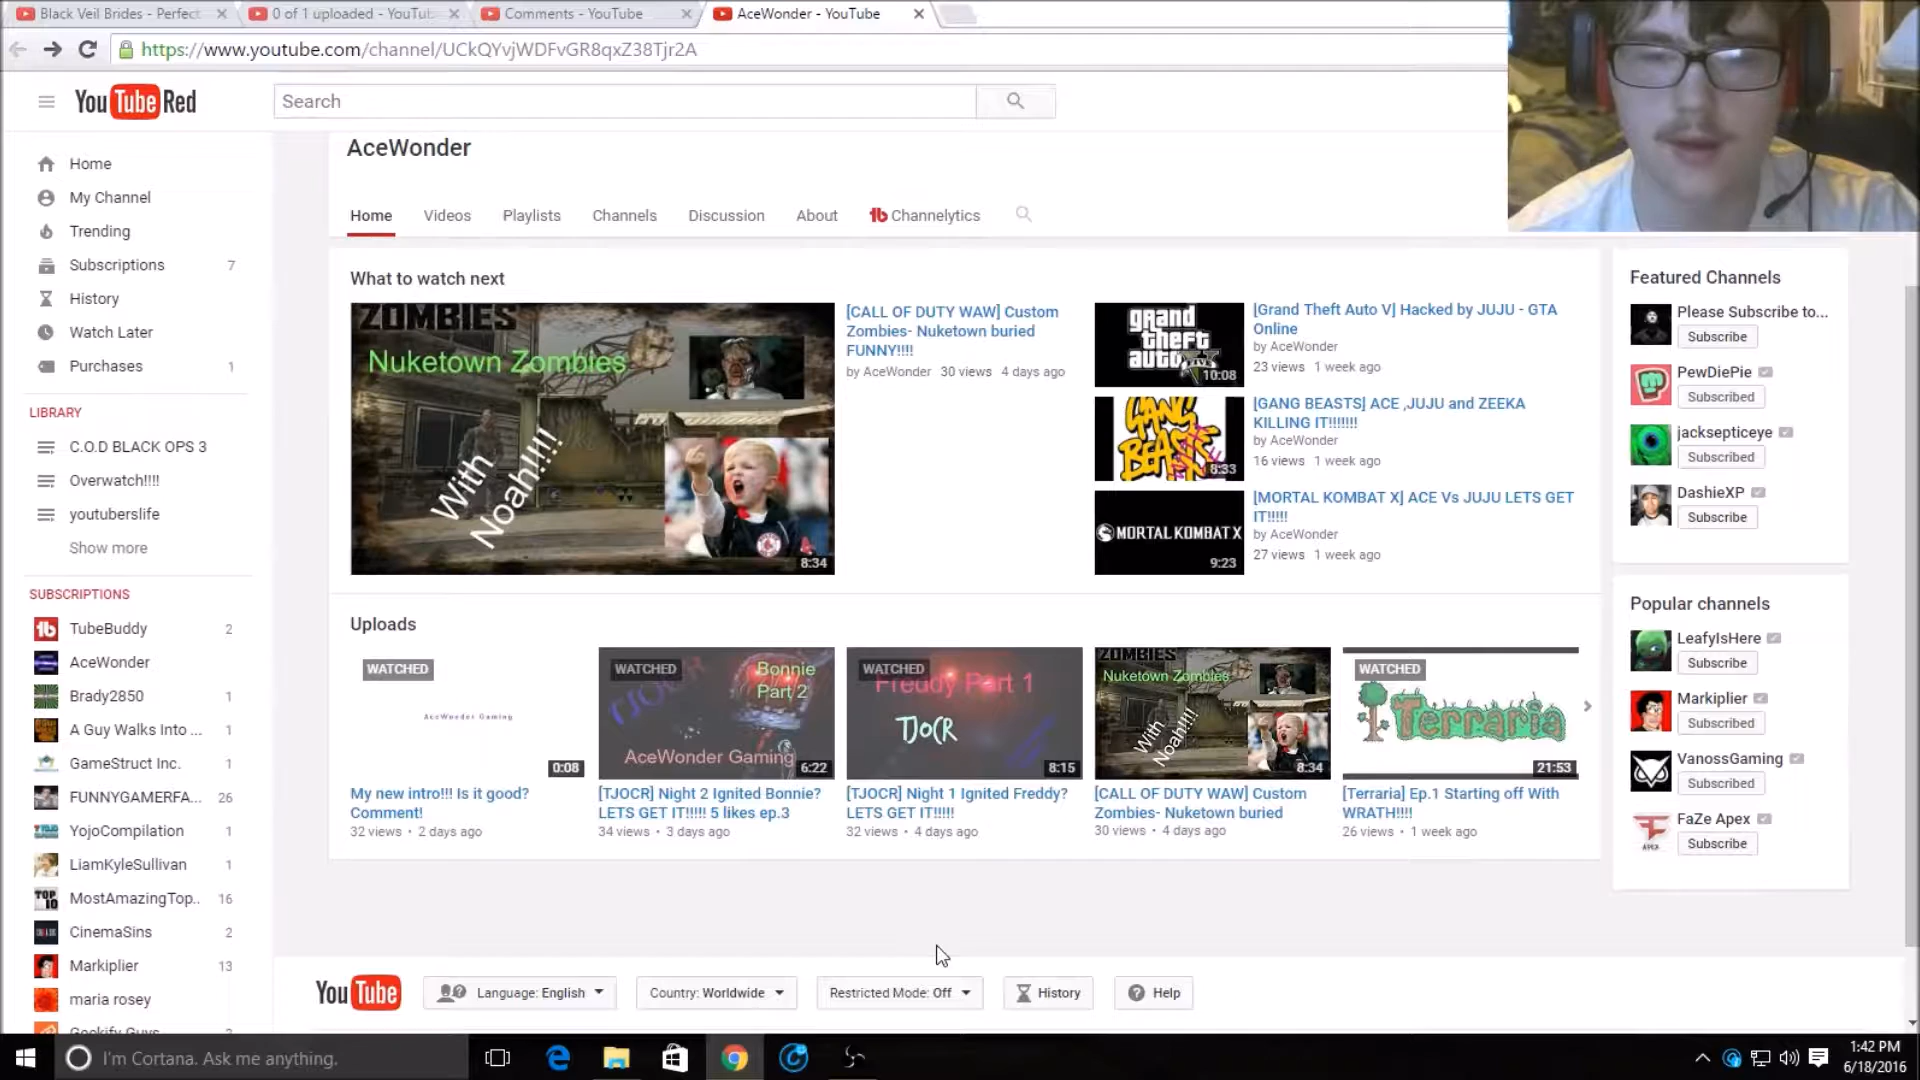 Black Veil Brides - Perfect
0 of 1 uploaded - YouTub
Comments - YouTube
AceWonder - YouTube
https://www.youtube.com/channel/UCkQYvjWDFvGR8qxZ38Tjr2A
YouTube Red
Search
AceWonder
Home
Videos
Playlists
Channels
Discussion
About
Channelytics
Home
My Channel
Trending
Subscriptions 7
History
Watch Later
Purchases 1
LIBRARY
C.O.D BLACK OPS 3
Overwatch!!!!
youtuberslife
Show more
SUBSCRIPTIONS
TubeBuddy 2
AceWonder
Brady2850 1
A Guy Walks Into ... 1
GameStruct Inc. 1
FUNNYGAMERFA... 26
YojoCompilation 1
LiamKyleSullivan 1
MostAmazingTop.. 16
CinemaSins 2
Markiplier 13
maria rosey
Geekify Guys
What to watch next
ZOMBIES
Nuketown Zombies
With
Noah!!!!
8:34
[CALL OF DUTY WAW] Custom
Zombies- Nuketown buried
FUNNY!!!!
by AceWonder 30 views 4 days ago
grand
theft
auto V
10:08
[Grand Theft Auto V] Hacked by JUJU - GTA
Online
by AceWonder
23 views 1 week ago
GANG
BEASTS
8:33
[GANG BEASTS] ACE ,JUJU and ZEEKA
KILLING IT!!!!!!!
by AceWonder
16 views 1 week ago
MORTAL KOMBAT X
9:23
[MORTAL KOMBAT X] ACE Vs JUJU LETS GET
IT!!!!!
by AceWonder
27 views 1 week ago
Uploads
WATCHED
AceWonder Gaming
0:08
My new intro!!! Is it good?
Comment!
32 views • 2 days ago
WATCHED
TJOCR
Bonnie
Part 2
AceWonder Gaming
6:22
[TJOCR] Night 2 Ignited Bonnie?
LETS GET IT!!!!! 5 likes ep.3
34 views • 3 days ago
WATCHED
Freddy Part 1
TJOCR
8:15
[TJOCR] Night 1 Ignited Freddy?
LETS GET IT!!!!!
32 views • 4 days ago
ZOMBIES
Nuketown Zombies
With
Noah!!!!
8:34
[CALL OF DUTY WAW] Custom
Zombies- Nuketown buried
30 views • 4 days ago
WATCHED
Terraria
21:53
[Terraria] Ep.1 Starting off With
WRATH!!!!
26 views • 1 week ago
Featured Channels
Please Subscribe to...
Subscribe
PewDiePie
Subscribed
jacksepticeye
Subscribed
DashieXP
Subscribe
Popular channels
LeafyIsHere
Subscribe
Markiplier
Subscribed
VanossGaming
Subscribed
FaZe Apex
Subscribe
YouTube
Language: English
Country: Worldwide
Restricted Mode: Off
History
Help
I'm Cortana. Ask me anything.
1:42 PM
6/18/2016